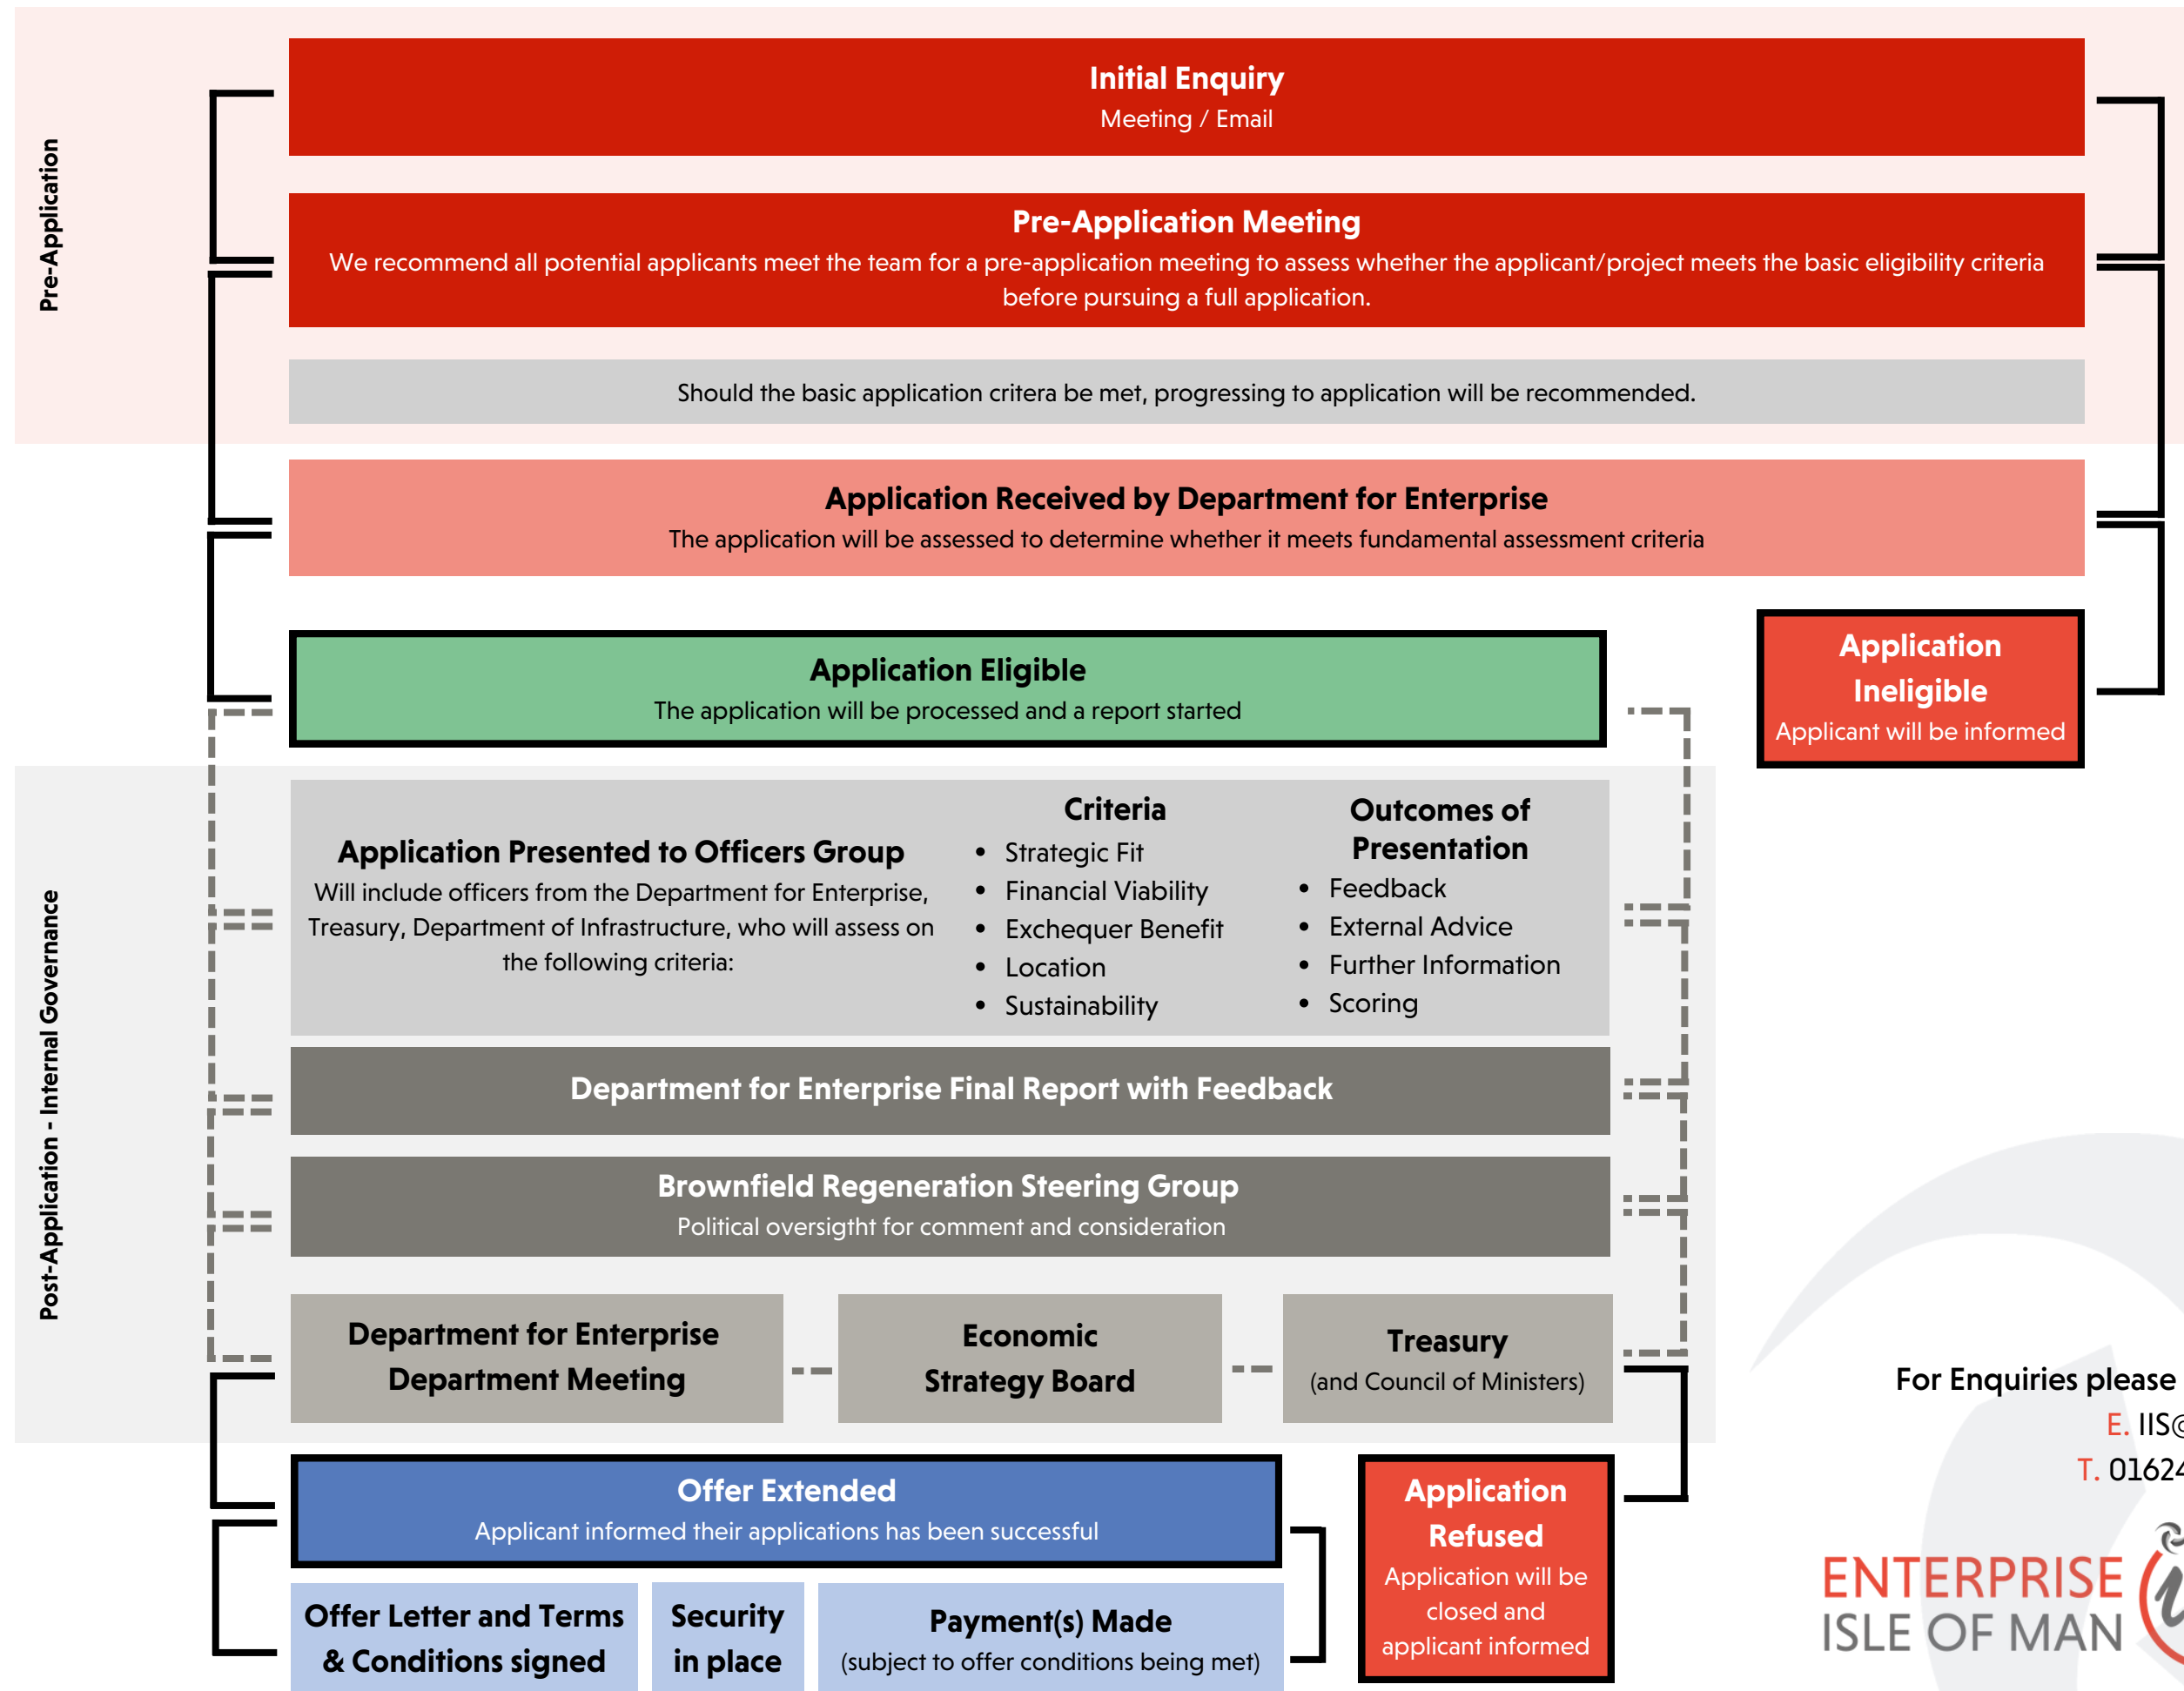 Pre-Application
Initial Enquiry
Meeting / Email
Pre-Application Meeting
We recommend all potential applicants meet the team for a pre-application meeting to assess whether the applicant/project meets the basic eligibility criteria
before pursuing a full application.
Should the basic application critera be met, progressing to application will be recommended.
Application Received by Department for Enterprise
The application will be assessed to determine whether it meets fundamental assessment criteria
Application Eligible
The application will be processed and a report started
Application
Ineligible
Applicant will be informed
Post-Application - Internal Governance
Application Presented to Officers Group
Will include officers from the Department for Enterprise,
Treasury, Department of Infrastructure, who will assess on
the following criteria:
Criteria
• Strategic Fit
• Financial Viability
• Exchequer Benefit
• Location
• Sustainability
Outcomes of
Presentation
• Feedback
• External Advice
• Further Information
• Scoring
Department for Enterprise Final Report with Feedback
Brownfield Regeneration Steering Group
Political oversigtht for comment and consideration
Department for Enterprise
Department Meeting
Economic
Strategy Board
Treasury
(and Council of Ministers)
Offer Extended
Applicant informed their applications has been successful
Application
Refused
Application will be
closed and
applicant informed
Offer Letter and Terms
& Conditions signed
Security
in place
Payment(s) Made
(subject to offer conditions being met)
For Enquiries please
E. IIS@
T. 01624
ENTERPRISE
ISLE OF MAN